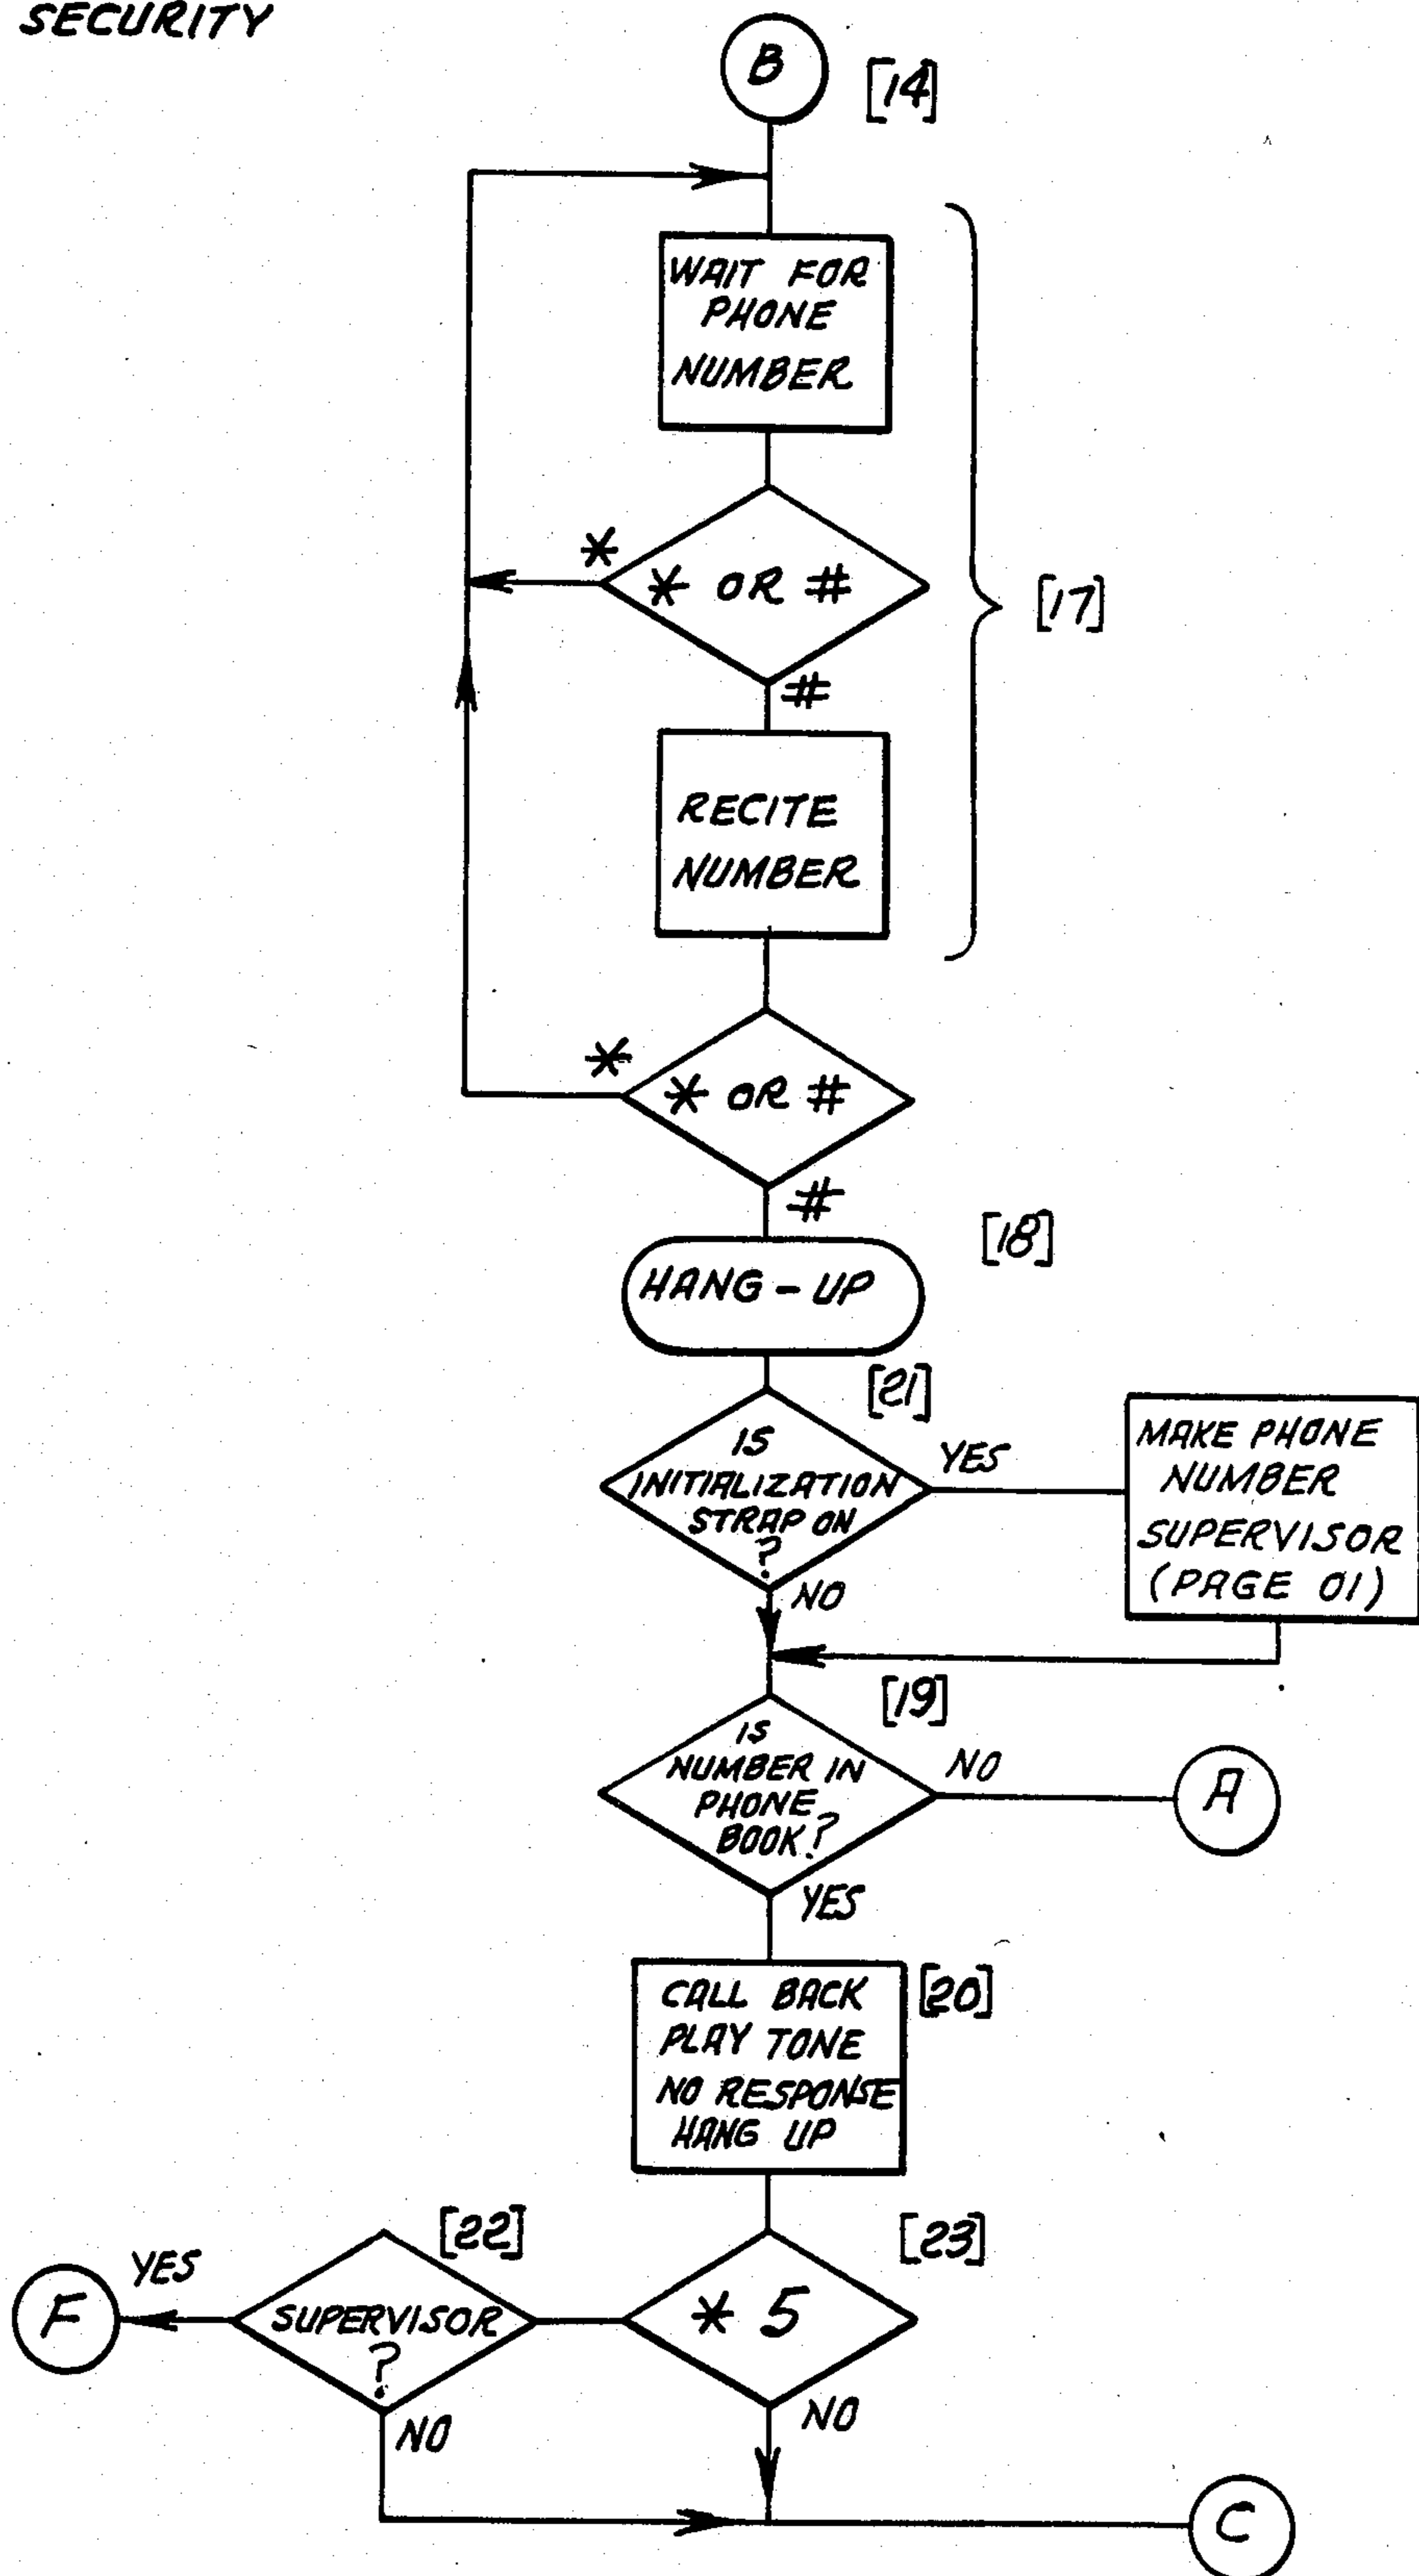 SECURITY
B
[14]
WAIT FOR
PHONE
NUMBER
*
* OR #
[17]
#
RECITE
NUMBER
*
* OR #
#
[18]
HANG - UP
[21]
IS
INITIALIZATION
STRAP ON
?
YES
MAKE PHONE
NUMBER
SUPERVISOR
(PAGE 01)
NO
[19]
IS
NUMBER IN
PHONE
BOOK?
NO
A
YES
[20]
CALL BACK
PLAY TONE
NO RESPONSE
HANG UP
[22]
[23]
F
YES
SUPERVISOR
?
* 5
NO
NO
C